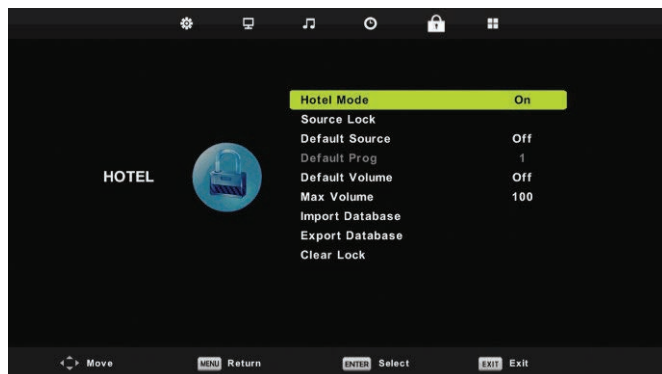 Hotel Mode On
Source Lock
Default Source Off
Default Prog 1
HOTEL
Default Volume Off
Max Volume 100
Import Database
Export Database
Clear Lock
Move MENU Return ENTER Select EXIT Exit